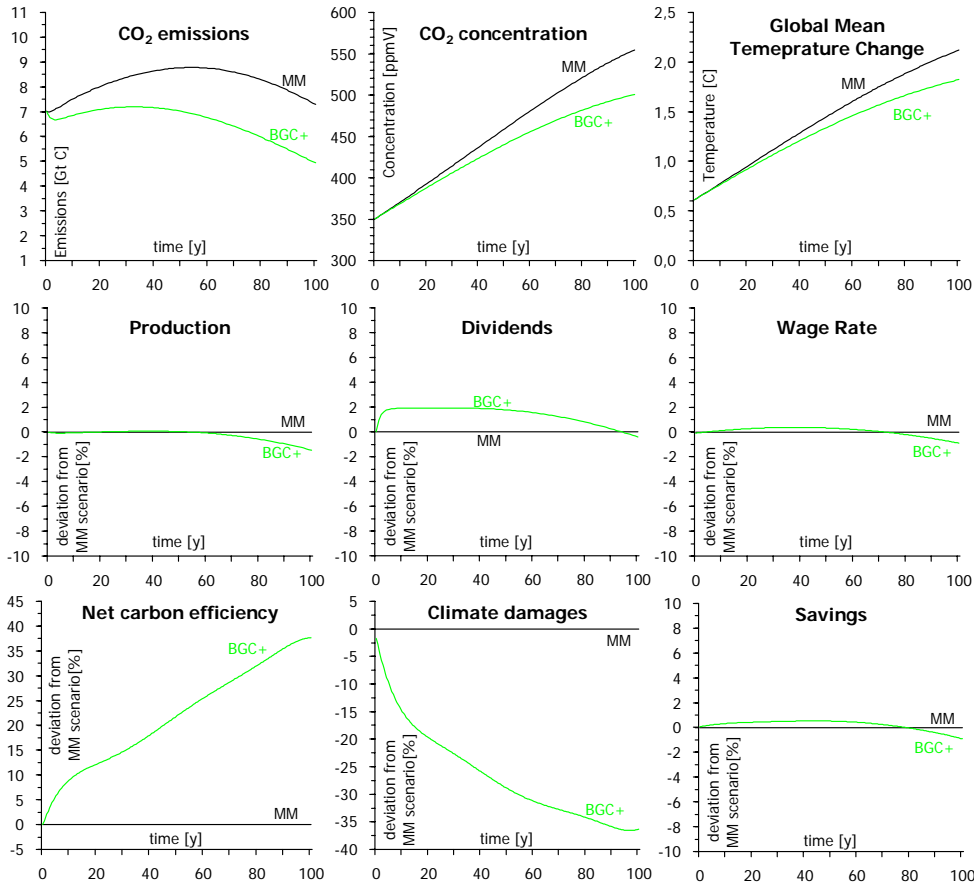 CO₂ emissions
11
10
9
8
7
6
5
4
3
2
1
Emissions [Gt C]
MM
BGC+
time [y]
0 20 40 60 80 100
CO₂ concentration
600
550
500
450
400
350
300
Concentration [ppmV]
MM
BGC+
time [y]
0 20 40 60 80 100
Global Mean
Temeprature Change
2,5
2,0
1,5
1,0
0,5
0,0
Temperature [C]
MM
BGC+
time [y]
0 20 40 60 80 100
Production
10
8
6
4
2
0
-2
-4
-6
-8
-10
deviation from
MM scenario[%]
MM
BGC+
time [y]
0 20 40 60 80 100
Dividends
10
8
6
4
2
0
-2
-4
-6
-8
-10
deviation from
MM scenario[%]
BGC+
MM
time [y]
0 20 40 60 80 100
Wage Rate
10
8
6
4
2
0
-2
-4
-6
-8
-10
deviation from
MM scenario[%]
MM
BGC+
time [y]
0 20 40 60 80 100
Net carbon efficiency
45
40
35
30
25
20
15
10
5
0
-5
deviation from
MM scenario[%]
BGC+
MM
time [y]
0 20 40 60 80 100
Climate damages
5
0
-5
-10
-15
-20
-25
-30
-35
-40
deviation from
MM scenario[%]
MM
BGC+
time [y]
0 20 40 60 80 100
Savings
10
8
6
4
2
0
-2
-4
-6
-8
-10
deviation from
MM scenario[%]
MM
BGC+
time [y]
0 20 40 60 80 100